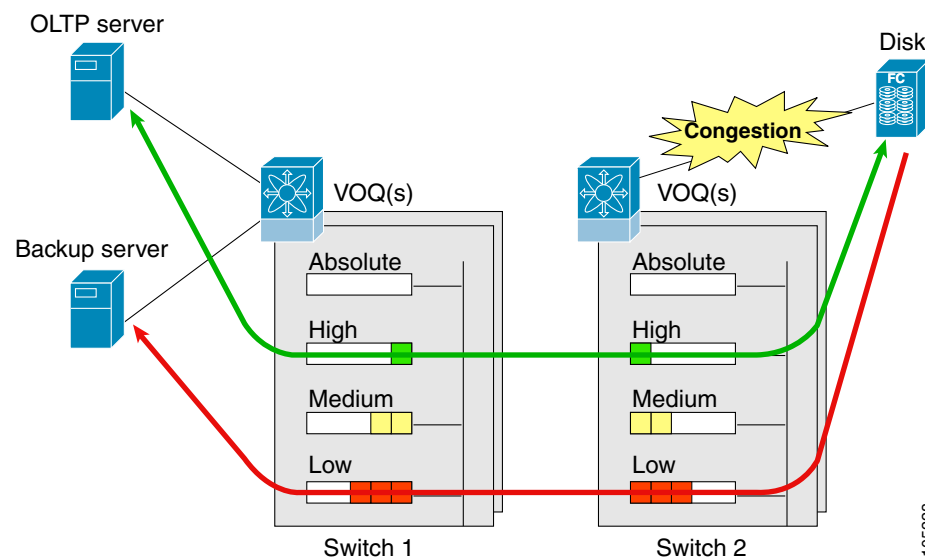 OLTP server
Disk
FC
Congestion
VOQ(s)
VOQ(s)
Backup server
Absolute
Absolute
High
High
Medium
Medium
Low
Low
Switch 1
Switch 2